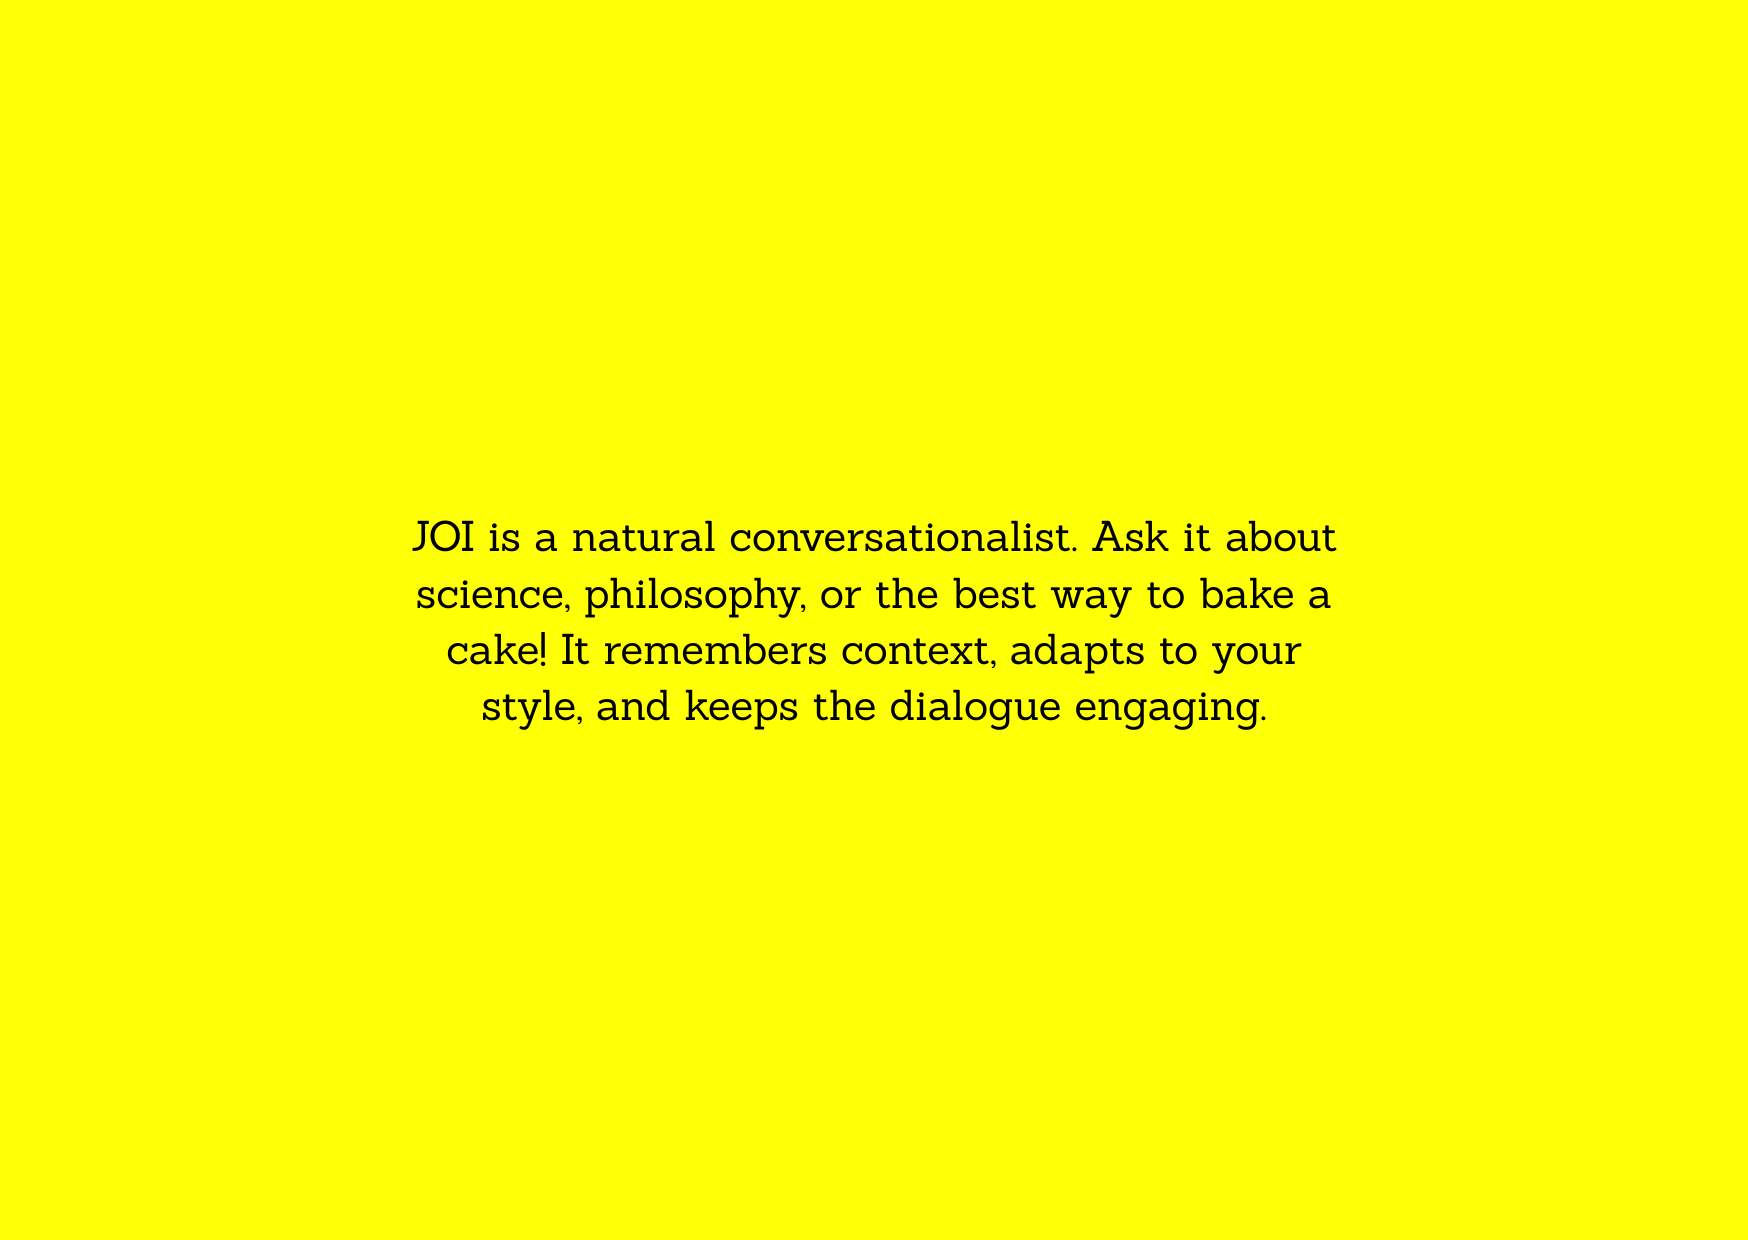 JOI is a natural conversationalist. Ask it about
science, philosophy, or the best way to bake a
cake! It remembers context, adapts to your
style, and keeps the dialogue engaging.